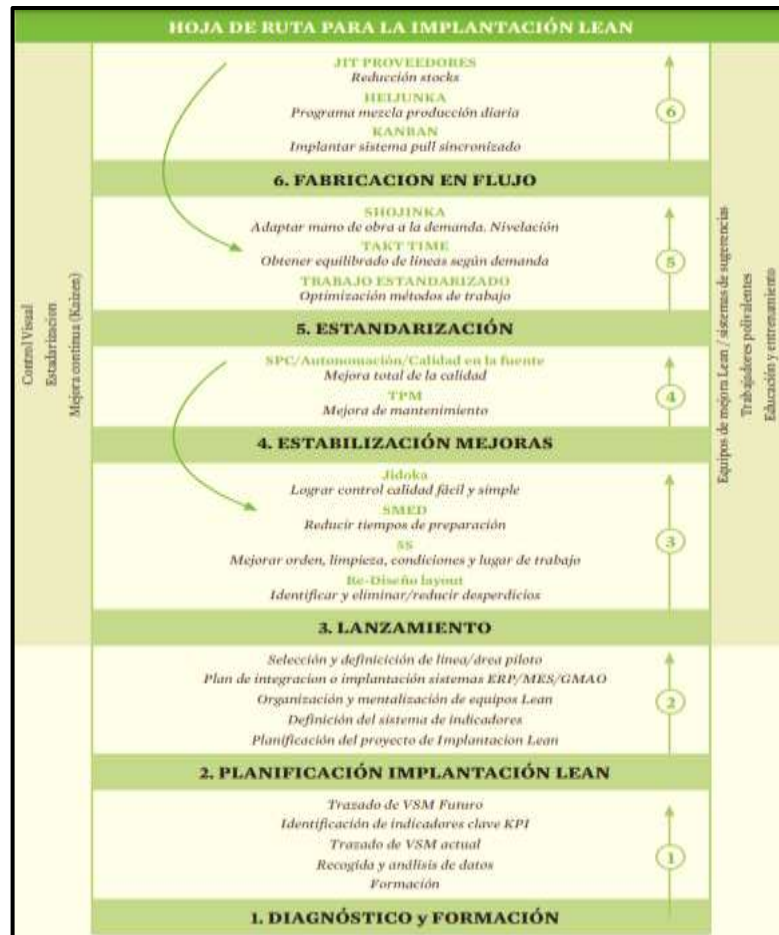 HOJA DE RUTA PARA LA IMPLANTACIÓN LEAN
JIT PROVEEDORES
Reducción stocks
HEIJUNKA
Programa mezcla producción diaria
KANBAN
Implantar sistema pull sincronizado
6
6. FABRICACION EN FLUJO
SHOJINKA
Adaptar mano de obra a la demanda. Nivelación
TAKT TIME
Obtener equilibrado de líneas según demanda
TRABAJO ESTANDARIZADO
Optimización métodos de trabajo
5
5. ESTANDARIZACIÓN
SPC/Autonomación/Calidad en la fuente
Mejora total de la calidad
TPM
Mejora de mantenimiento
4
4. ESTABILIZACIÓN MEJORAS
Jidoka
Lograr control calidad fácil y simple
SMED
Reducir tiempos de preparación
5S
Mejorar orden, limpieza, condiciones y lugar de trabajo
Re-Diseño layout
Identificar y eliminar/reducir desperdicios
3
3. LANZAMIENTO
Selección y definicición de línea/área piloto
Plan de integracion o implantación sistemas ERP/MES/GMAO
Organización y mentalización de equipos Lean
Definición del sistema de indicadores
Planificación del proyecto de Implantacion Lean
2
2. PLANIFICACIÓN IMPLANTACIÓN LEAN
Trazado de VSM Futuro
Identificación de indicadores clave KPI
Trazado de VSM actual
Recogida y análisis de datos
Formación
1
1. DIAGNÓSTICO y FORMACIÓN
Control Visual
Estadarizacion
Mejora continua (Kaizen)
Equipos de mejora Lean / sistemas de sugerencias
Trabajadores polivalentes
Educación y entrenamiento